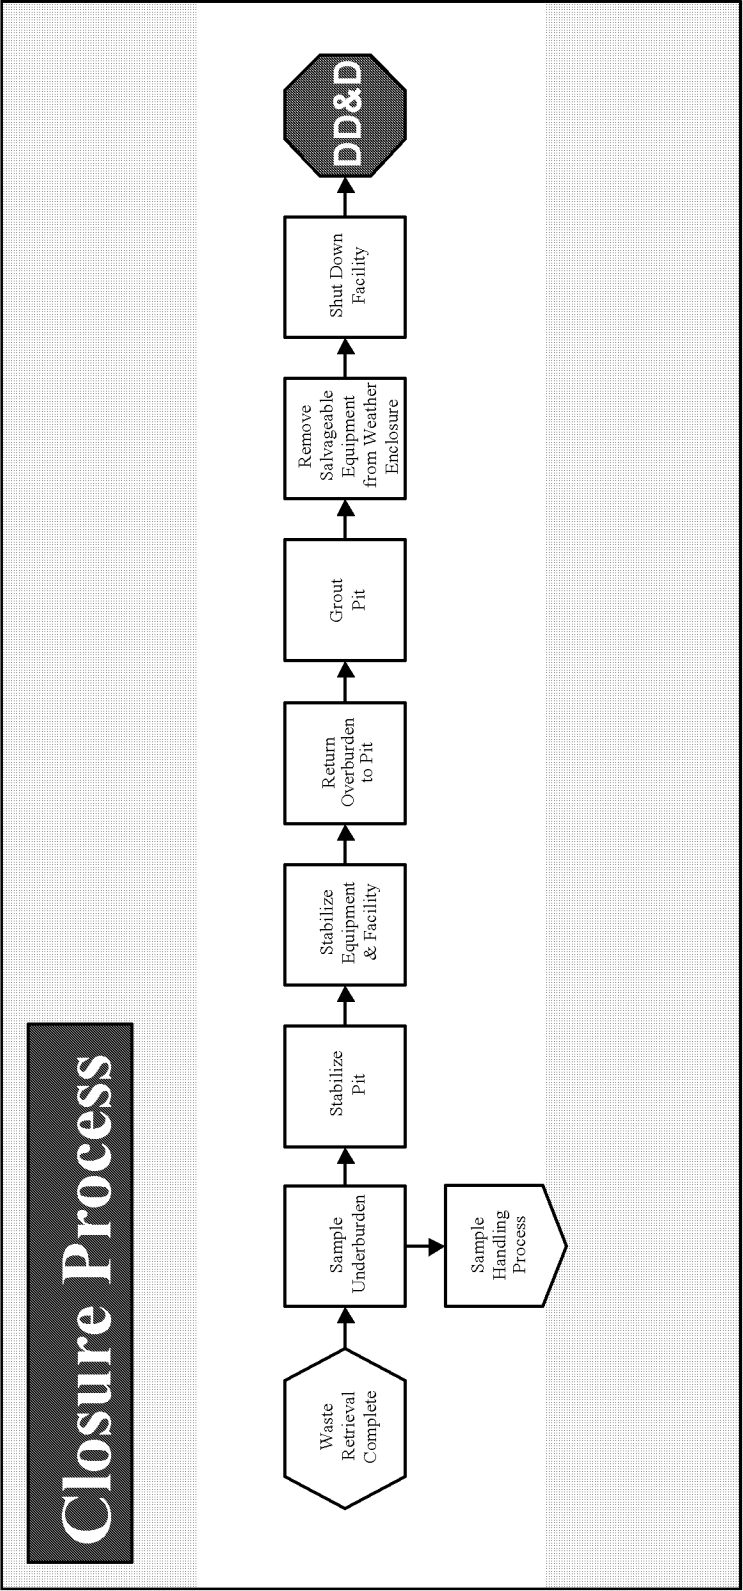 Closure Process
Waste
Retrieval
Complete
Sample
Underburden
Sample
Handling
Process
Stabilize
Pit
Stabilize
Equipment
& Facility
Return
Overburden
to Pit
Grout
Pit
Remove
Salvageable
Equipment
from Weather
Enclosure
Shut Down
Facility
DD&D